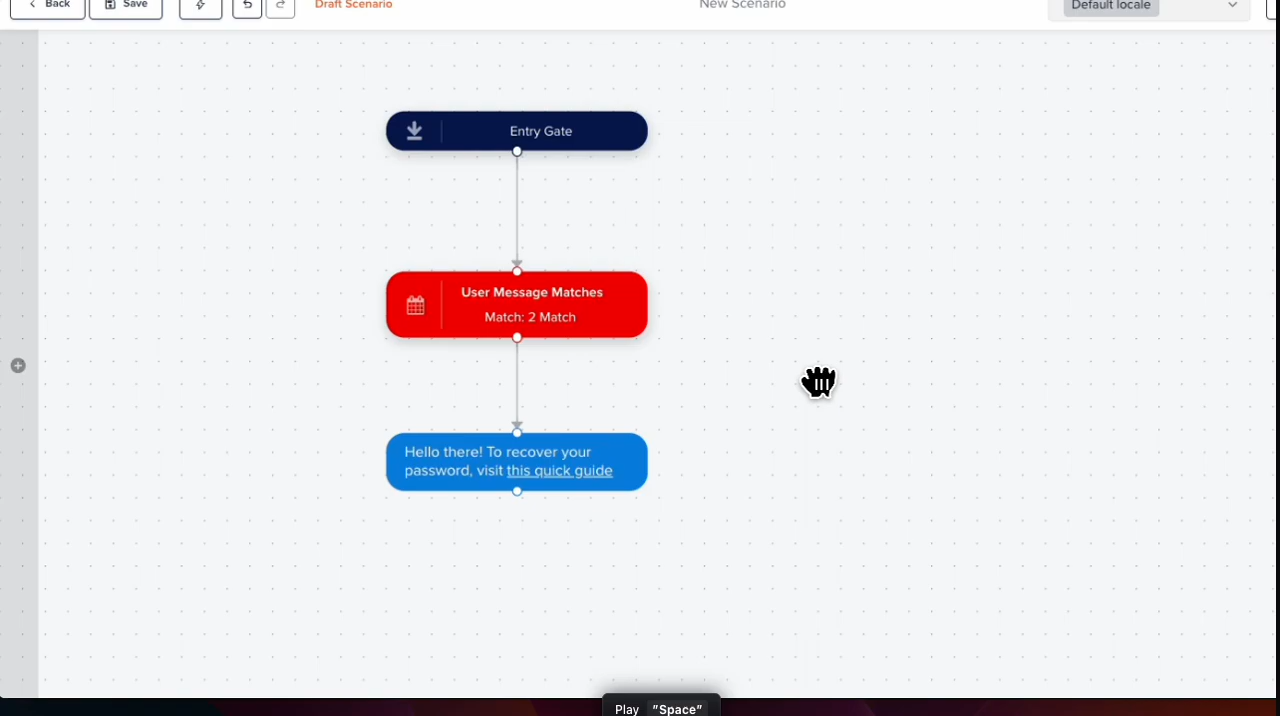 Back
Save
Draft Scenario
New Scenario
Default locale
Entry Gate
User Message Matches
Match: 2 Match
Hello there! To recover your
password, visit this quick guide
Play "Space"